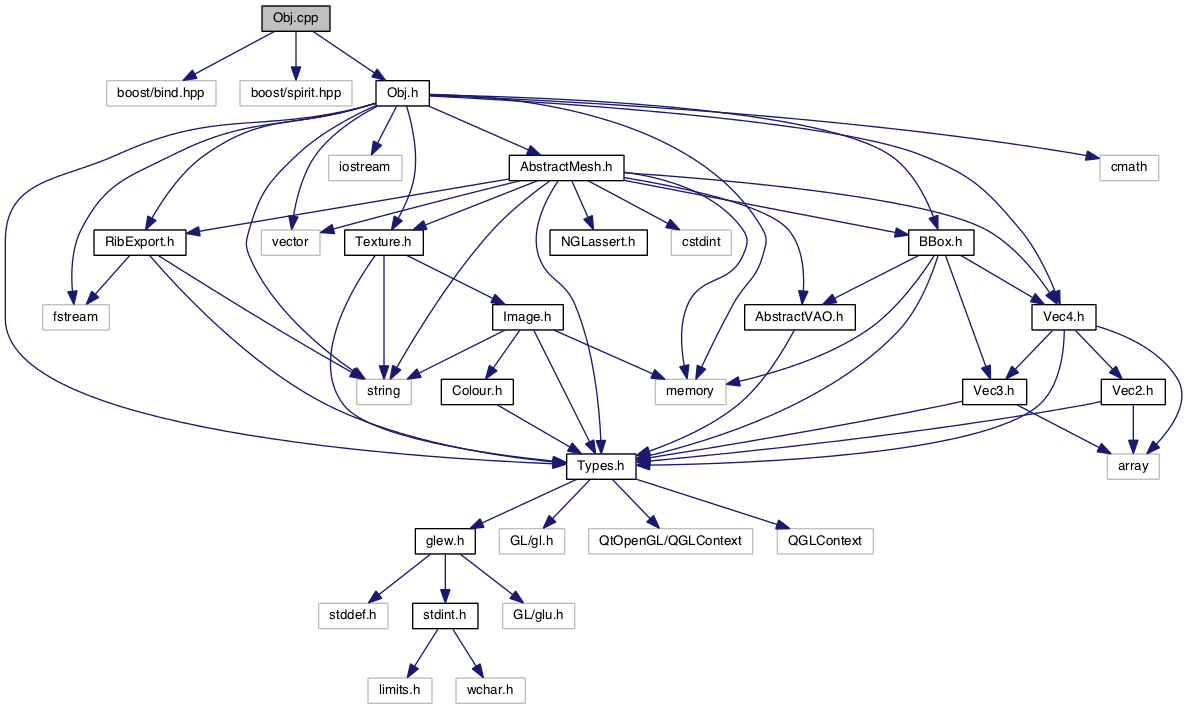 Obj.cpp
boost/bind.hpp
boost/spirit.hpp
Obj.h
iostream
AbstractMesh.h
cmath
RibExport.h
vector
Texture.h
NGLassert.h
cstdint
BBox.h
fstream
Image.h
AbstractVAO.h
Vec4.h
string
Colour.h
memory
Vec3.h
Vec2.h
Types.h
array
glew.h
GL/gl.h
QtOpenGL/QGLContext
QGLContext
stddef.h
stdint.h
GL/glu.h
limits.h
wchar.h